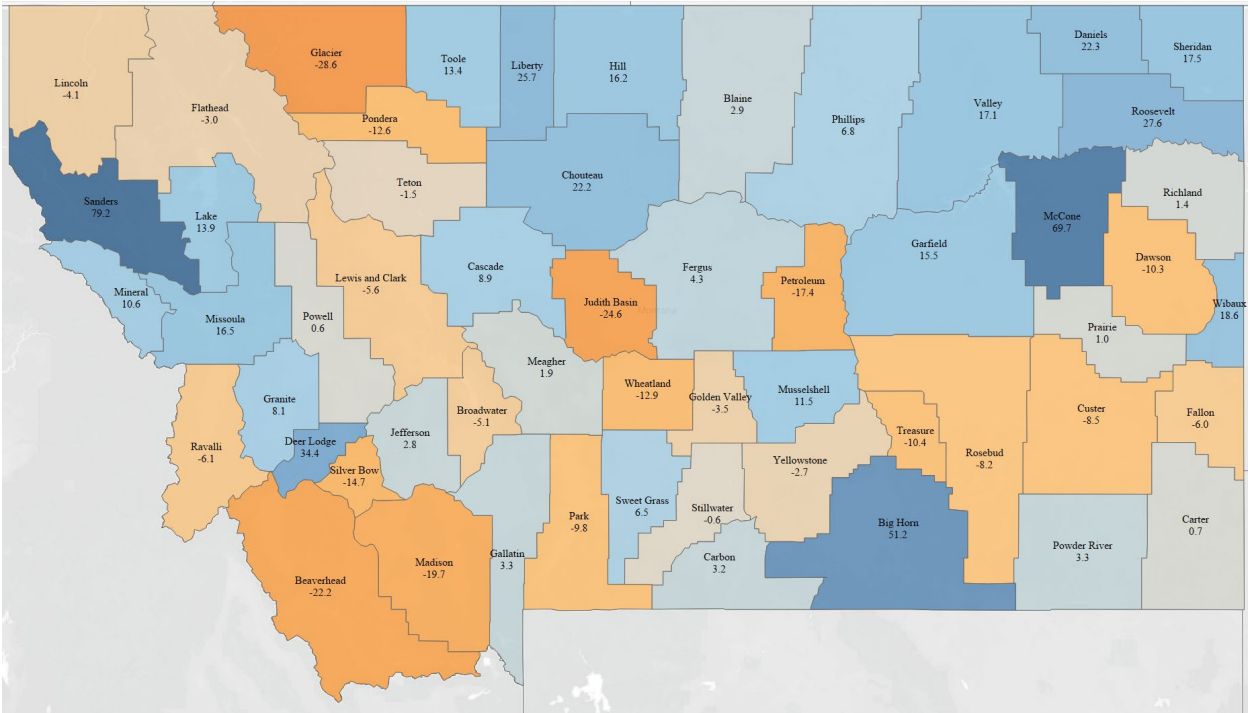 Lincoln
-4.1
Flathead
-3.0
Glacier
-28.6
Toole
13.4
Liberty
25.7
Hill
16.2
Blaine
2.9
Phillips
6.8
Valley
17.1
Daniels
22.3
Sheridan
17.5
Roosevelt
27.6
Pondera
-12.6
Teton
-1.5
Chouteau
22.2
Sanders
79.2
Lake
13.9
McCone
69.7
Richland
1.4
Mineral
10.6
Missoula
16.5
Powell
0.6
Lewis and Clark
-5.6
Cascade
8.9
Judith Basin
-24.6
Fergus
4.3
Petroleum
-17.4
Garfield
15.5
Dawson
-10.3
Wibaux
18.6
Prairie
1.0
Meagher
1.9
Wheatland
-12.9
Golden Valley
-3.5
Musselshell
11.5
Granite
8.1
Broadwater
-5.1
Ravalli
-6.1
Deer Lodge
34.4
Jefferson
2.8
Silver Bow
-14.7
Treasure
-10.4
Rosebud
-8.2
Custer
-8.5
Fallon
-6.0
Yellowstone
-2.7
Sweet Grass
6.5
Stillwater
-0.6
Park
-9.8
Gallatin
3.3
Carbon
3.2
Big Horn
51.2
Powder River
3.3
Carter
0.7
Madison
-19.7
Beaverhead
-22.2